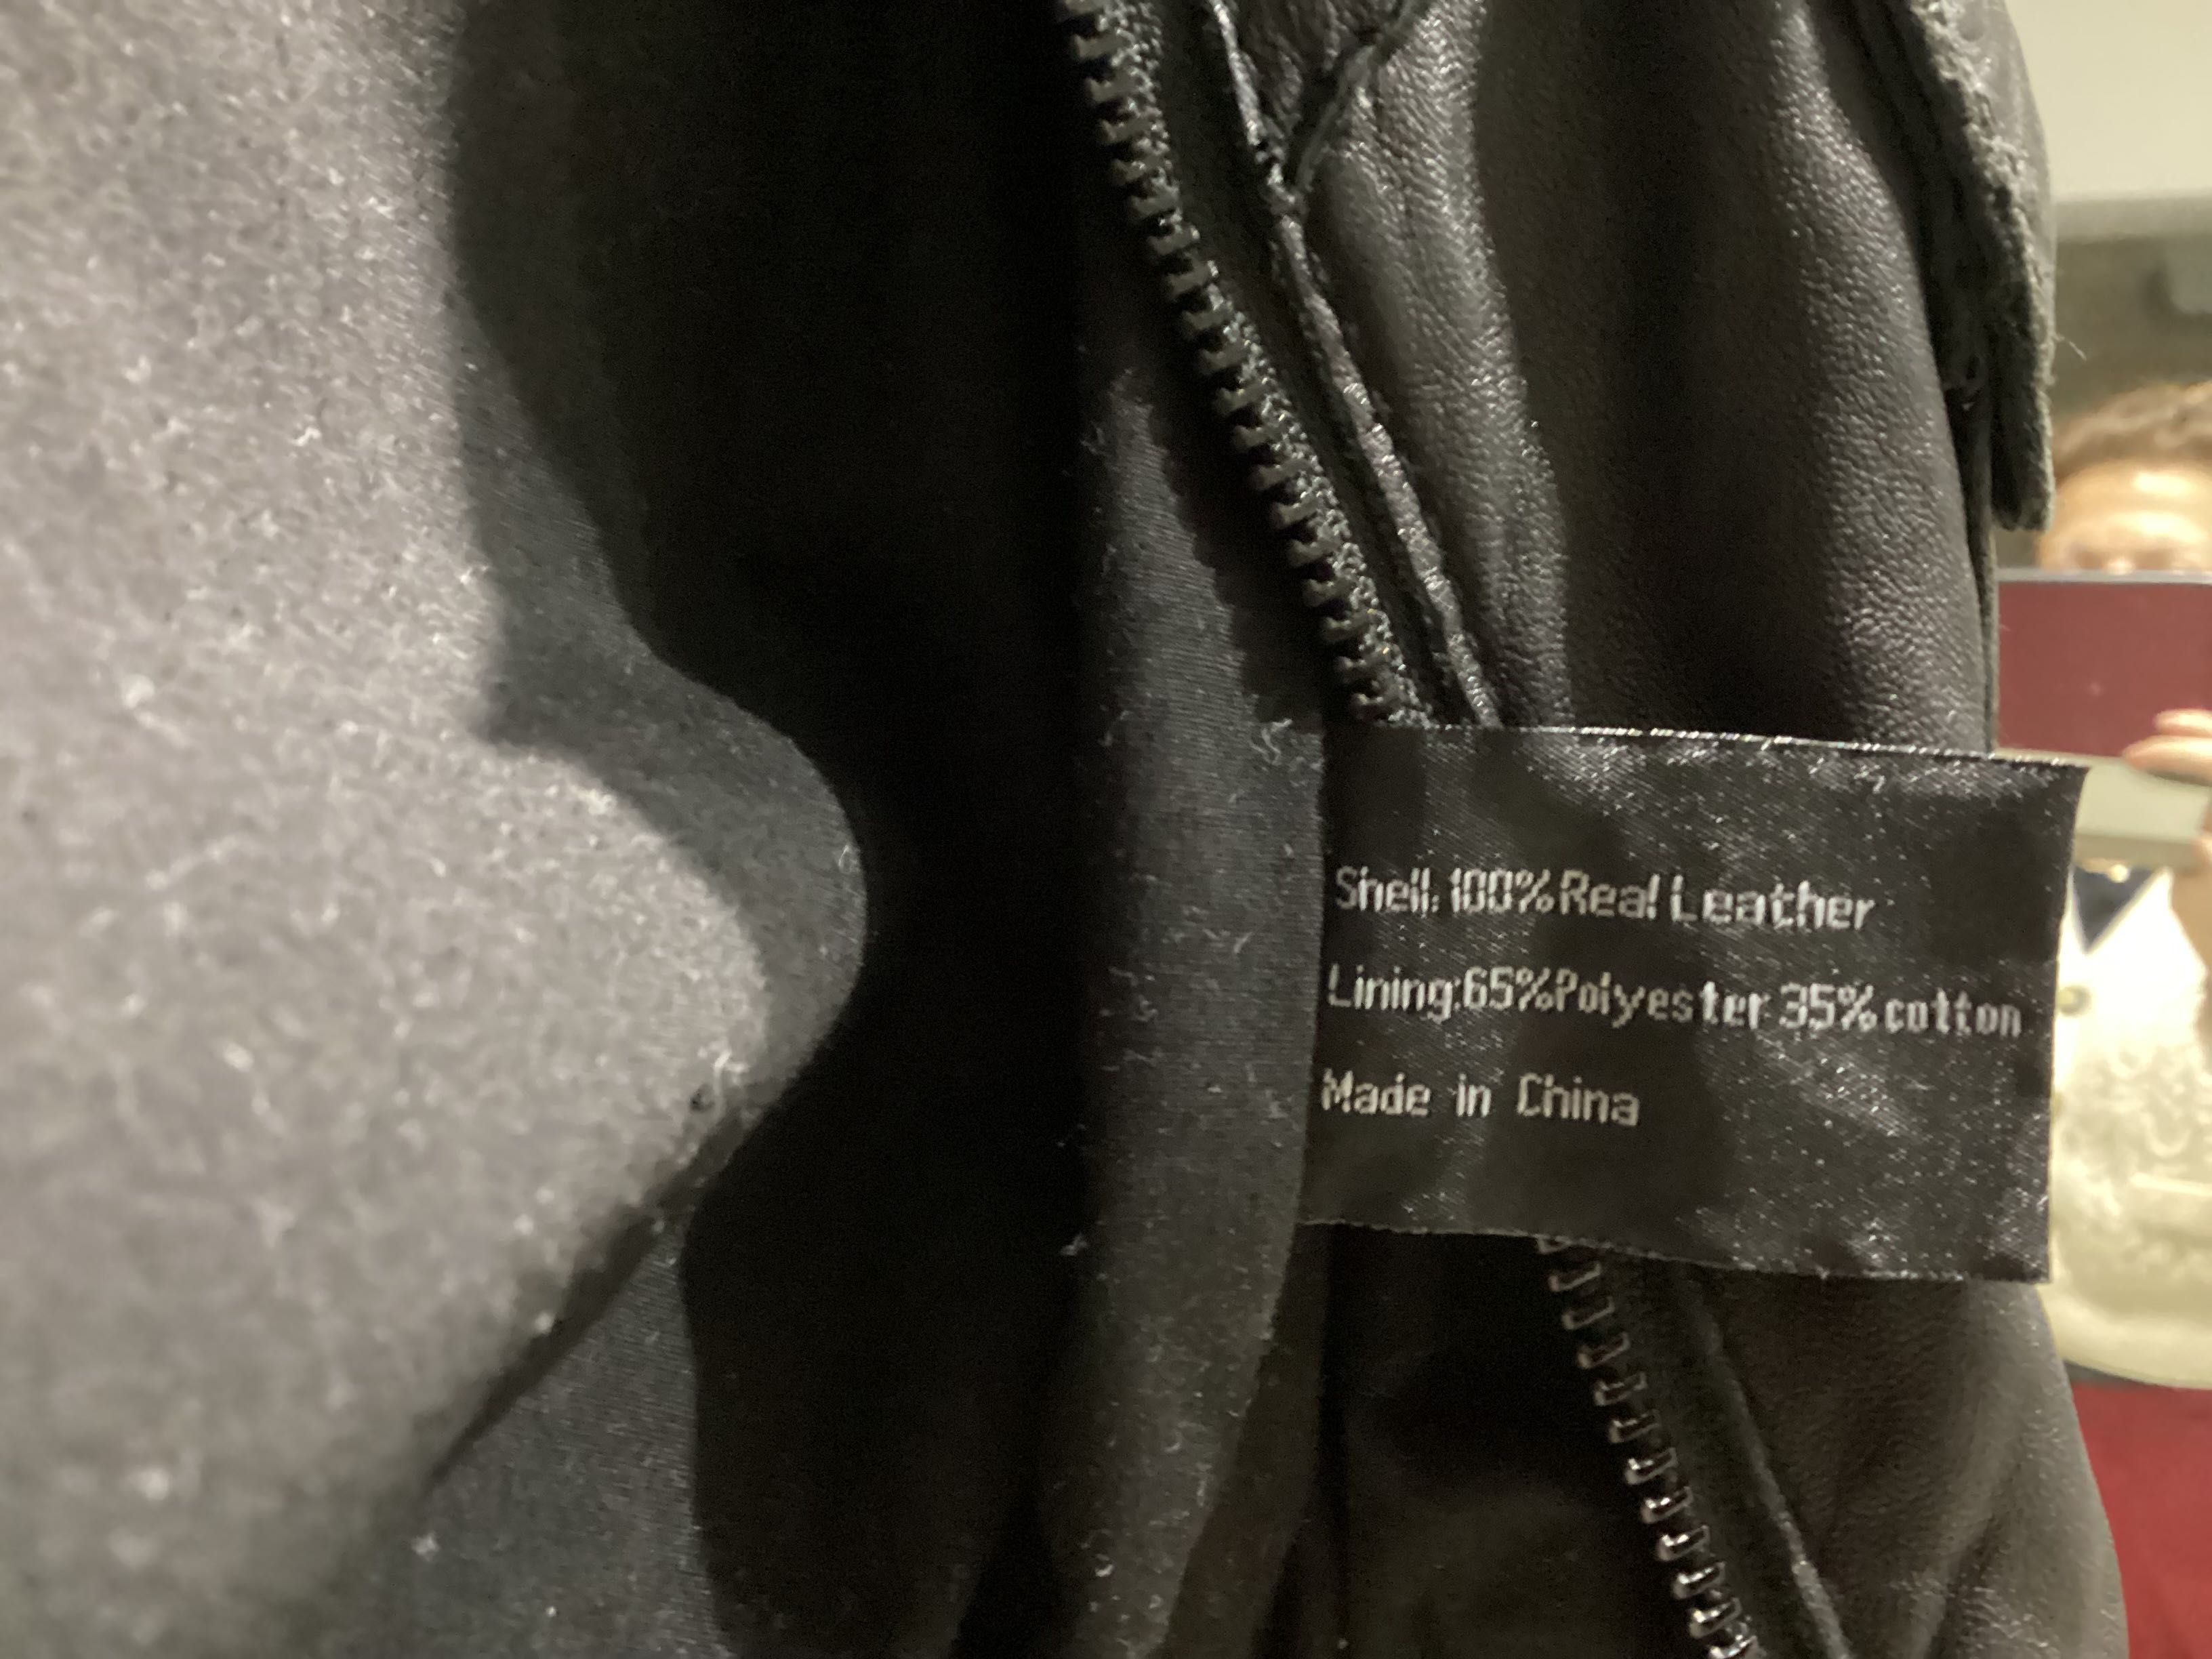 Shell: 100% Real Leather
Lining:65%Polyester 35% cotton
Made in China